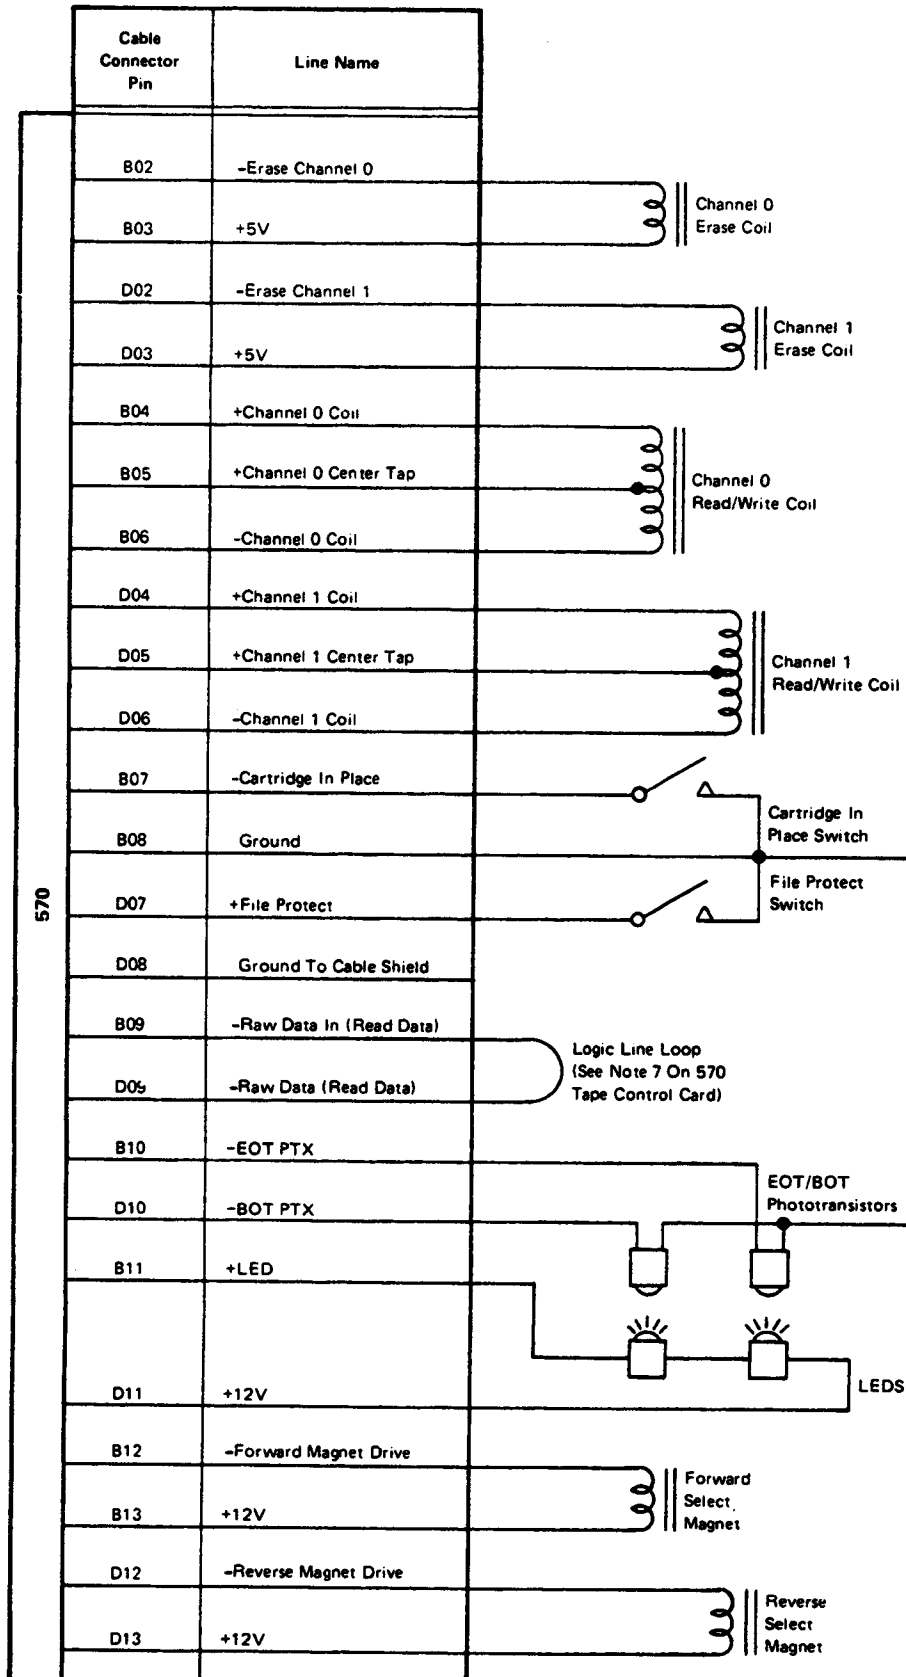 Cable
Connector
Pin
Line Name
B02 -Erase Channel 0
Channel 0
Erase Coil
B03 +5V
D02 -Erase Channel 1
Channel 1
Erase Coil
D03 +5V
B04 +Channel 0 Coil
B05 +Channel 0 Center Tap
Channel 0
Read/Write Coil
B06 -Channel 0 Coil
D04 +Channel 1 Coil
D05 +Channel 1 Center Tap
Channel 1
Read/Write Coil
D06 -Channel 1 Coil
B07 -Cartridge In Place
Cartridge In
Place Switch
B08 Ground
File Protect
Switch
570
D07 +File Protect
D08 Ground To Cable Shield
B09 -Raw Data In (Read Data)
Logic Line Loop
(See Note 7 On 570
Tape Control Card)
D09 -Raw Data (Read Data)
B10 -EOT PTX
EOT/BOT
Phototransistors
D10 -BOT PTX
B11 +LED
LEDS
D11 +12V
B12 -Forward Magnet Drive
Forward
Select
Magnet
B13 +12V
D12 -Reverse Magnet Drive
Reverse
Select
Magnet
D13 +12V